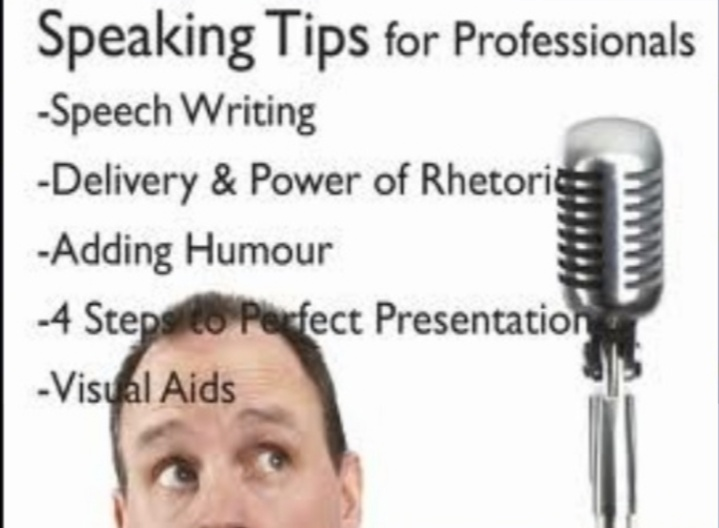 Speaking Tips for Professionals
-Speech Writing
-Delivery & Power of Rhetoric
-Adding Humour
-4 Steps to Perfect Presentation
-Visual Aids